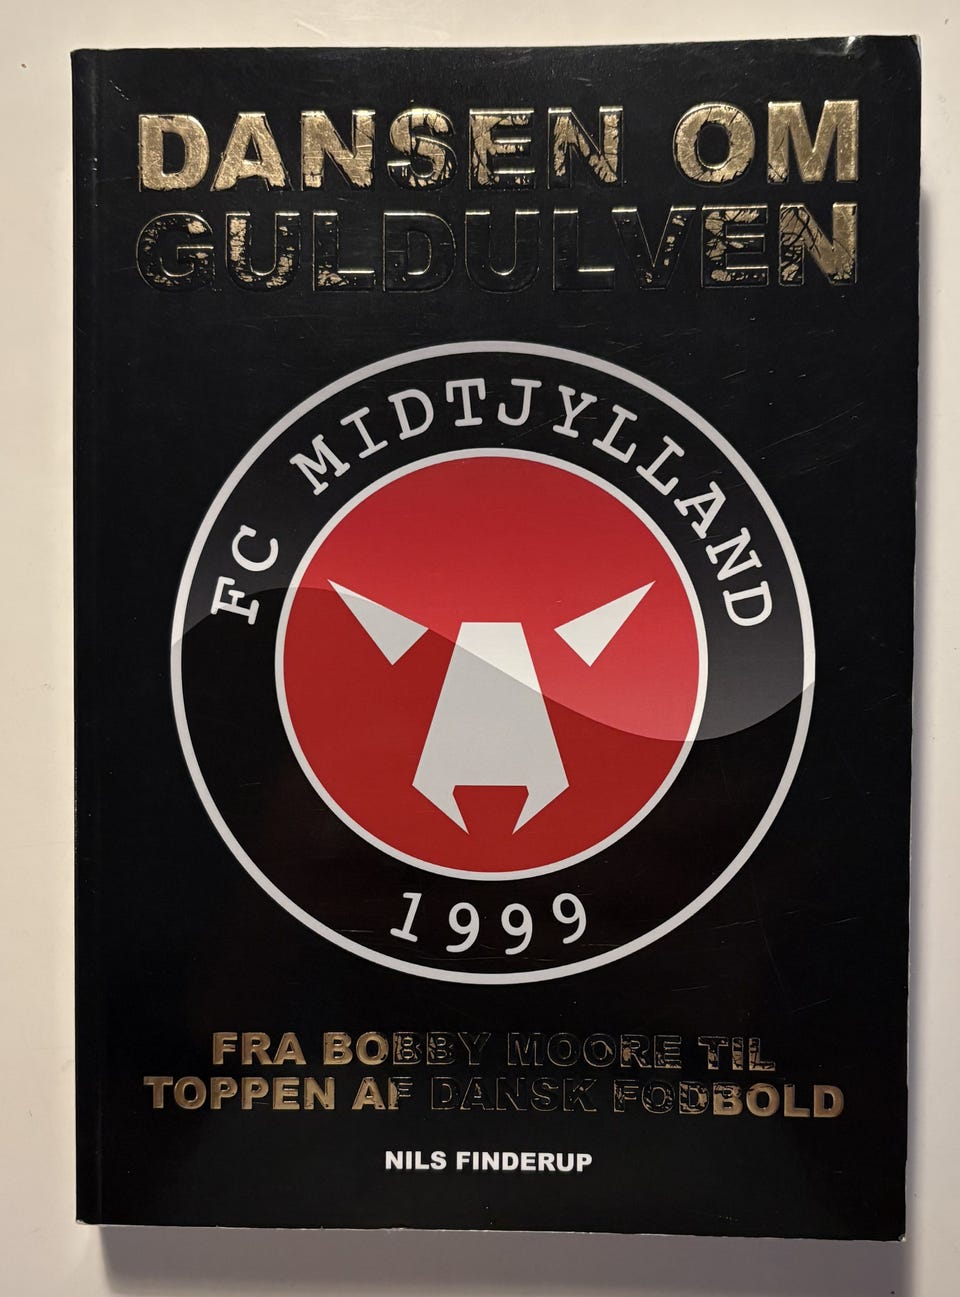 DANSEN OM
GULDULVEN
FC MIDTJYLLAND
1999
FRA BOBBY MOORE TIL
TOPPEN AF DANSK FODBOLD
NILS FINDERUP